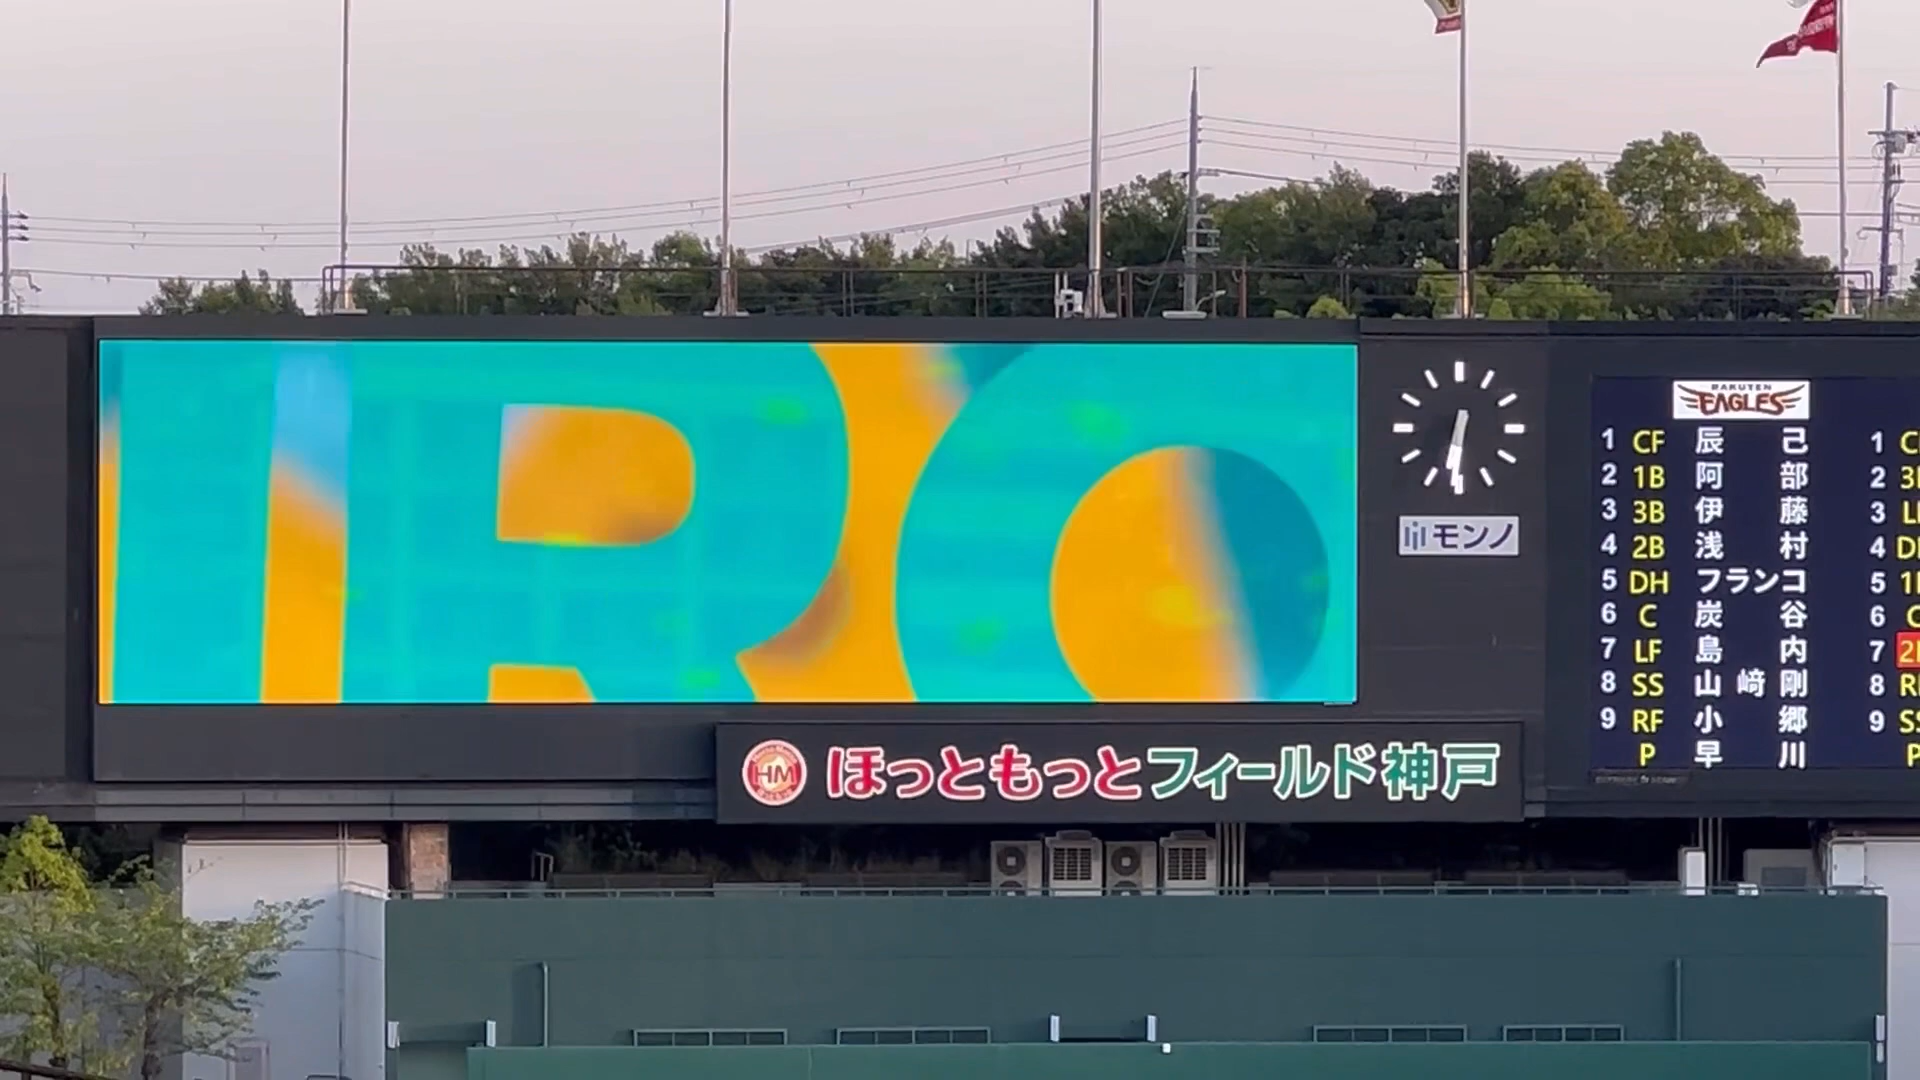 IRO
RAKUTEN
EAGLES
1 CF 辰己 1
2 1B 阿部 2
3 3B 伊藤 3
4 2B 浅村 4
5 DH フランコ 5
6 C 炭谷 6
7 LF 島内 7
8 SS 山﨑剛 8
9 RF 小郷 9
P 早川 P
モンノ
HM ほっともっとフィールド神戸